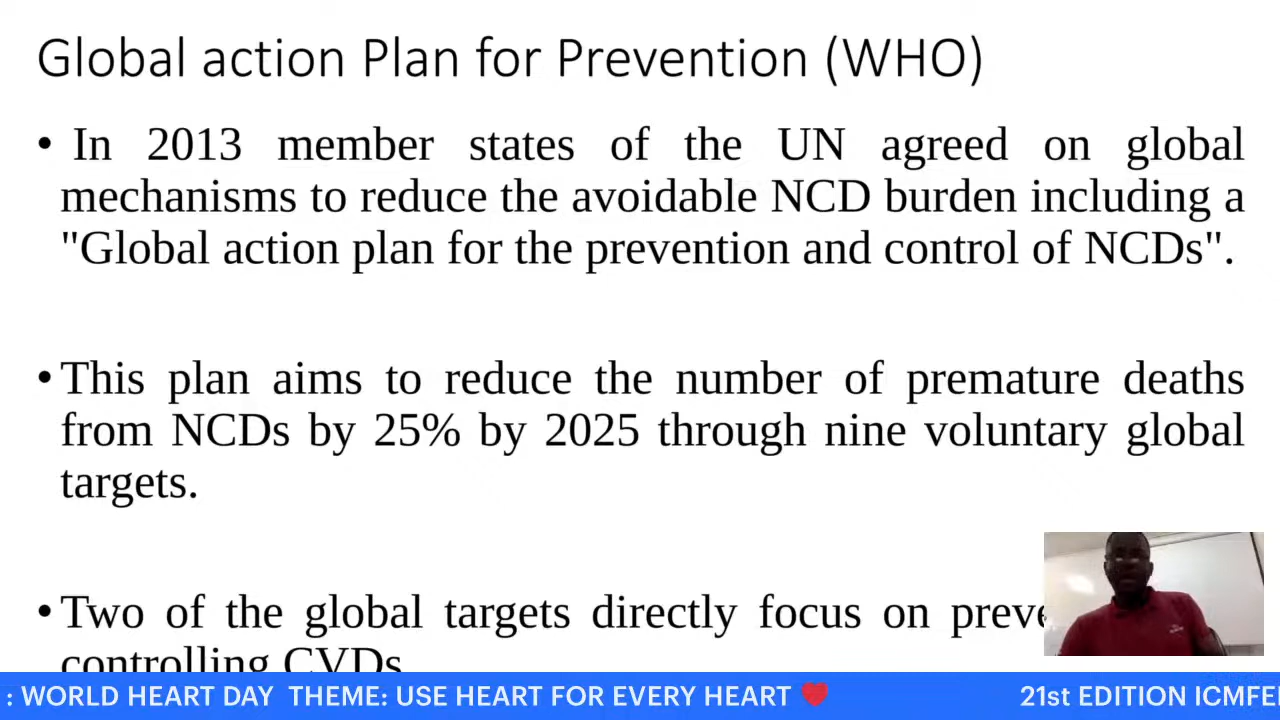 Global action Plan for Prevention (WHO)
• In 2013 member states of the UN agreed on global
mechanisms to reduce the avoidable NCD burden including a
"Global action plan for the prevention and control of NCDs".
• This plan aims to reduce the number of premature deaths
from NCDs by 25% by 2025 through nine voluntary global
targets.
• Two of the global targets directly focus on preve
controlling CVDs
: WORLD HEART DAY THEME: USE HEART FOR EVERY HEART ❤️
21st EDITION ICMFE